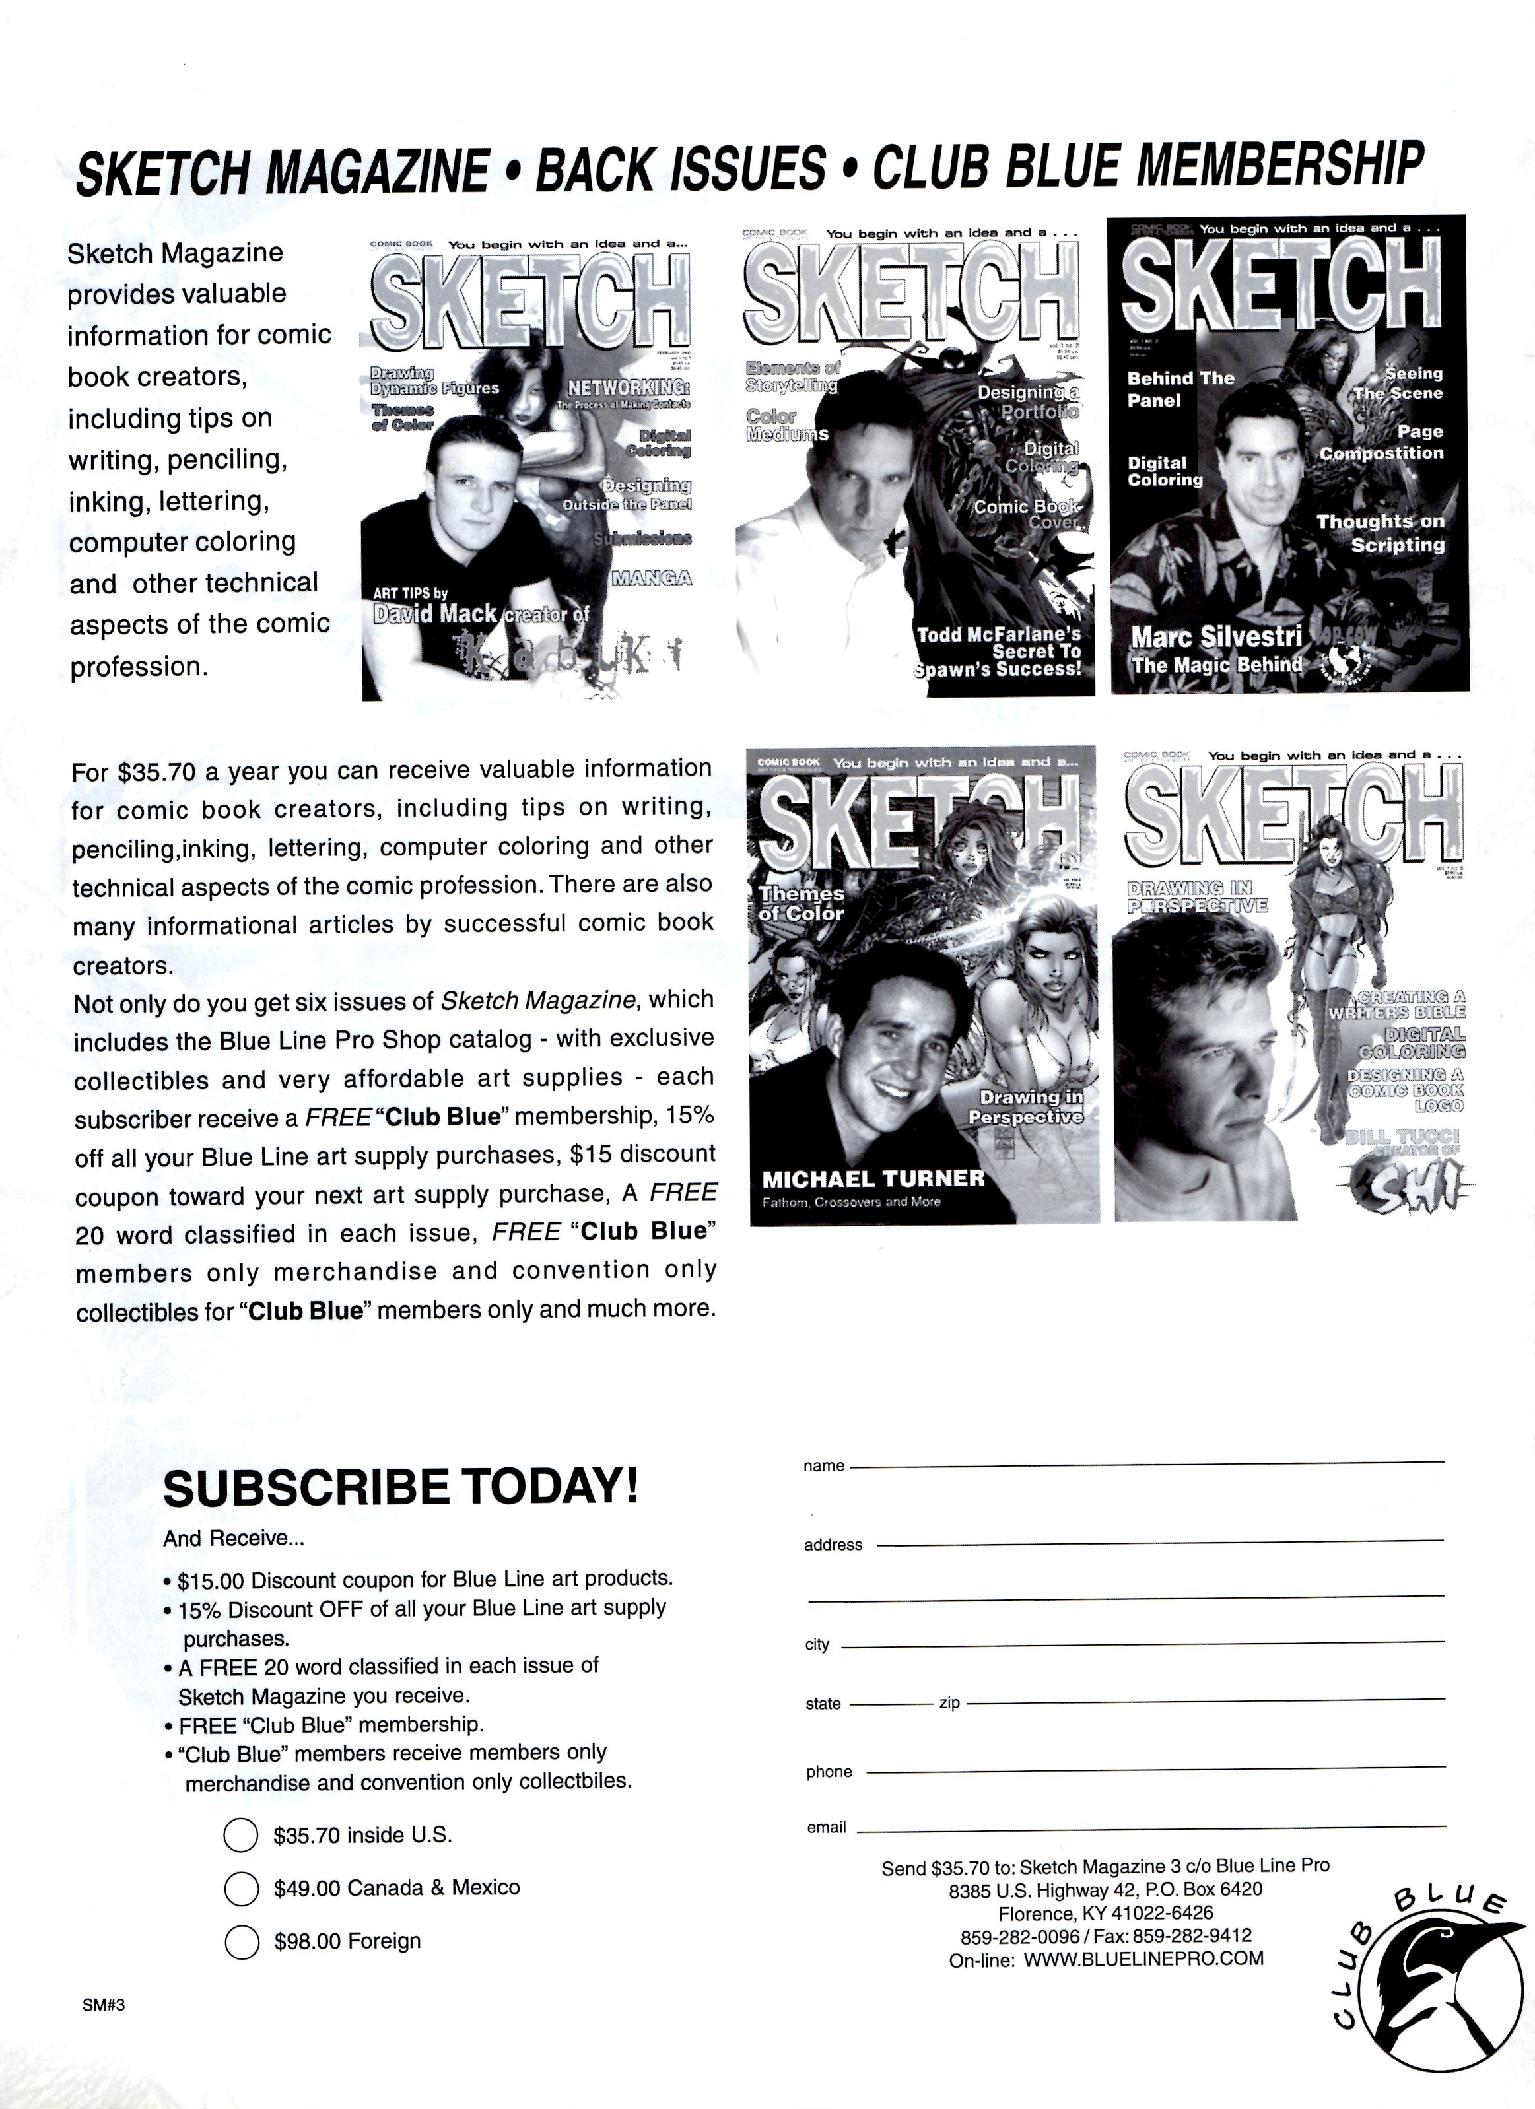 SKETCH MAGAZINE • BACK ISSUES • CLUB BLUE MEMBERSHIP
Sketch Magazine
provides valuable
information for comic
book creators,
including tips on
writing, penciling,
inking, lettering,
computer coloring
and other technical
aspects of the comic
profession.
COMIC BOOK You begin with an idea and a...
SKETCH
Drawing
Dynamic Figures
Themes
of Color
NETWORKING:
The Process of Making Contacts
Digital
Coloring
Designing
Outside the Panel
Submissions
MANGA
ART TIPS by
David Mack creator of
Kabuki
COMIC BOOK You begin with an idea and a . . .
SKETCH
Elements of
Storytelling
Color
Mediums
Designing a
Portfolio
Digital
Coloring
Comic Book
Cover
Todd McFarlane's
Secret To
Spawn's Success!
COMIC BOOK You begin with an idea and a . . .
SKETCH
Behind The
Panel
Digital
Coloring
Seeing
The Scene
Page
Compostition
Thoughts on
Scripting
Marc Silvestri
The Magic Behind
For $35.70 a year you can receive valuable information
for comic book creators, including tips on writing,
penciling,inking, lettering, computer coloring and other
technical aspects of the comic profession. There are also
many informational articles by successful comic book
creators.
Not only do you get six issues of Sketch Magazine, which
includes the Blue Line Pro Shop catalog - with exclusive
collectibles and very affordable art supplies - each
subscriber receive a FREE “Club Blue” membership, 15%
off all your Blue Line art supply purchases, $15 discount
coupon toward your next art supply purchase, A FREE
20 word classified in each issue, FREE “Club Blue”
members only merchandise and convention only
collectibles for “Club Blue” members only and much more.
COMIC BOOK You begin with an idea and a...
SKETCH
Themes
of Color
Drawing in
Perspective
MICHAEL TURNER
Fathom, Crossovers and More
COMIC BOOK You begin with an idea and a . . .
SKETCH
DRAWING IN
PERSPECTIVE
CREATING A
WRITERS BIBLE
DIGITAL
COLORING
DESIGNING A
COMIC BOOK
LOGO
BILL TUCCI
CREATOR OF
SHI
SUBSCRIBE TODAY!
And Receive...
• $15.00 Discount coupon for Blue Line art products.
• 15% Discount OFF of all your Blue Line art supply
purchases.
• A FREE 20 word classified in each issue of
Sketch Magazine you receive.
• FREE “Club Blue” membership.
• “Club Blue” members receive members only
merchandise and convention only collectbiles.
$35.70 inside U.S.
$49.00 Canada & Mexico
$98.00 Foreign
SM#3
name
address
city
state zip
phone
email
Send $35.70 to: Sketch Magazine 3 c/o Blue Line Pro
8385 U.S. Highway 42, P.O. Box 6420
Florence, KY 41022-6426
859-282-0096 / Fax: 859-282-9412
On-line: WWW.BLUELINEPRO.COM
CLUB BLUE